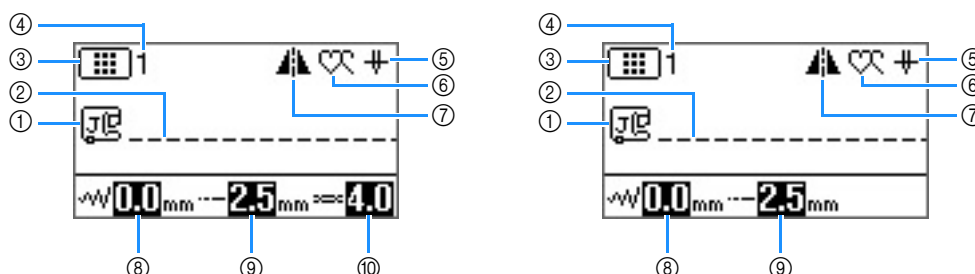 ④ ④
③ 1 ⑤ ③ 1 ⑤
② ⑦ ⑥ ② ⑦ ⑥
① J ① J
0.0 mm 2.5 mm 4.0 0.0 mm 2.5 mm
⑧ ⑨ ⑩ ⑧ ⑨